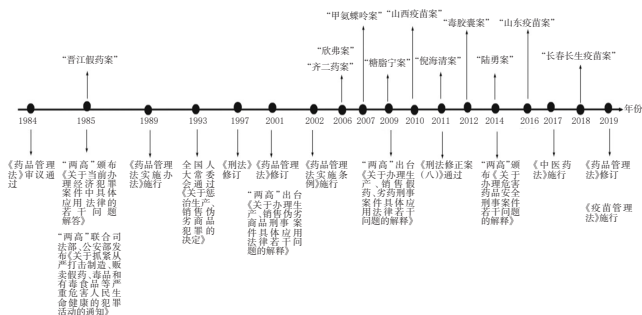 “甲氨蝶呤案”
“山西疫苗案”
“毒胶囊案”
“山东疫苗案”
“欣弗案”
“晋江假药案”
“齐二药案”
“糖脂宁案”
“倪海清案”
“陆勇案”
“长春长生疫苗案”
年份
1984
1985
1989
1993
1997
2001
2002
2006
2007
2009
2010
2011
2012
2014
2016
2017
2018
2019
《药品管理
法》审议通
过
“两高”颁布
《关于当前办
理经济犯罪
案件中具体
应用法律的
若干问题
解答》
“两高”联合司
法部、公安部发
布《关于抓紧从
严打击制造、贩
卖假药、毒品和
有毒食品等严
重危害人民生
命健康的犯罪
活动的通知》
《药品管理
法实施办
法》施行
全国人
大常委
会通过
《关于惩
治生产、
销售伪
劣商品
犯罪的
决定》
《刑法》
修订
《药品管理
法》修订
“两高”出台
《关于办理生
产、销售伪劣
商品刑事案
件具体应用
法律若干问
题的解释》
《药品管理
法实施条
例》施行
“两高”出台
《关于办理生
产、销售假
药、劣药刑事
案件具体应
用法律若干
问题的解释》
《刑法修正案
（八）》通过
“两高”颁
布《关于
办理危害
药品安全
刑事案件
若干问题
的解释》
《中医药
法》施行
《药品管理
法》修订
《疫苗管理
法》施行